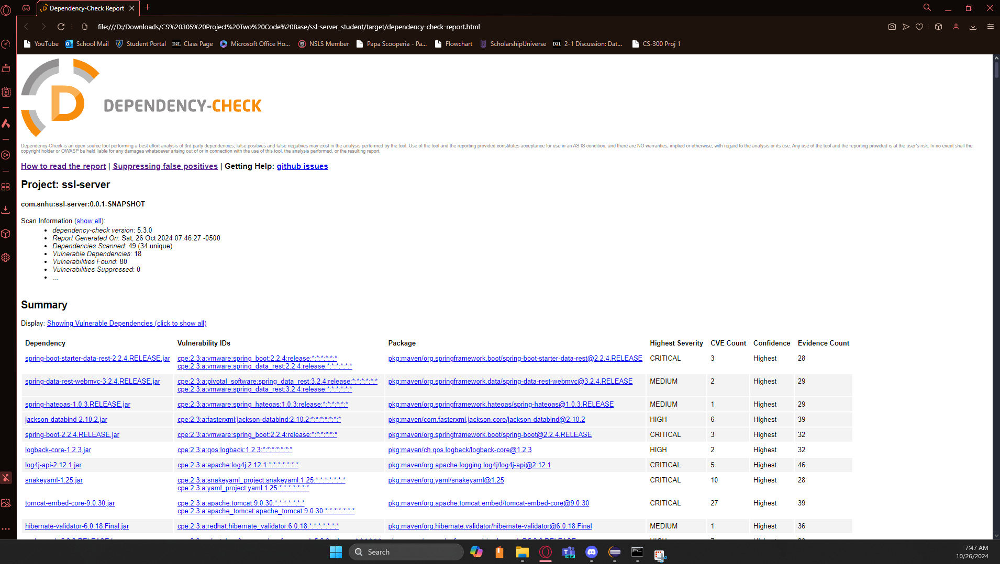 Dependency-Check Report
file:///D:/Downloads/CS%20305%20Project%20Two%20Code%20Base/ssl-server_student/target/dependency-check-report.html
YouTube School Mail Student Portal D2L Class Page Microsoft Office Ho... NSLS Member Papa Scooperia - Pa... Flowchart ScholarshipUniverse D2L 2-1 Discussion: Dat... CS-300 Proj 1
D DEPENDENCY-CHECK
Dependency-Check is an open source tool performing a best effort analysis of 3rd party dependencies; false positives and false negatives may exist in the analysis performed by the tool. Use of the tool and the reporting provided constitutes acceptance for use in an AS IS condition, and there are NO warranties, implied or otherwise, with regard to the analysis or its use. Any use of the tool and the reporting provided is at the user's risk. In no event shall the
copyright holder or OWASP be held liable for any damages whatsoever arising out of or in connection with the use of this tool, the analysis performed, or the resulting report.
How to read the report | Suppressing false positives | Getting Help: github issues
Project: ssl-server
com.snhu:ssl-server:0.0.1-SNAPSHOT
Scan Information (show all):
• dependency-check version: 5.3.0
• Report Generated On: Sat, 26 Oct 2024 07:46:27 -0500
• Dependencies Scanned: 49 (34 unique)
• Vulnerable Dependencies: 18
• Vulnerabilities Found: 80
• Vulnerabilities Suppressed: 0
• ...
Summary
Display: Showing Vulnerable Dependencies (click to show all)
Dependency Vulnerability IDs Package Highest Severity CVE Count Confidence Evidence Count
spring-boot-starter-data-rest-2.2.4.RELEASE.jar cpe:2.3:a:vmware:spring_boot:2.2.4:release:*:*:*:*:*:* pkg:maven/org.springframework.boot/spring-boot-starter-data-rest@2.2.4.RELEASE CRITICAL 3 Highest 28
cpe:2.3:a:vmware:spring_data_rest:2.2.4:release:*:*:*:*:*:*
spring-data-rest-webmvc-3.2.4.RELEASE.jar cpe:2.3:a:pivotal_software:spring_data_rest:3.2.4:release:*:*:*:*:*:* pkg:maven/org.springframework.data/spring-data-rest-webmvc@3.2.4.RELEASE MEDIUM 2 Highest 29
cpe:2.3:a:vmware:spring_data_rest:3.2.4:release:*:*:*:*:*:*
spring-hateoas-1.0.3.RELEASE.jar cpe:2.3:a:vmware:spring_hateoas:1.0.3:release:*:*:*:*:*:* pkg:maven/org.springframework.hateoas/spring-hateoas@1.0.3.RELEASE MEDIUM 1 Highest 29
jackson-databind-2.10.2.jar cpe:2.3:a:fasterxml:jackson-databind:2.10.2:*:*:*:*:*:*:* pkg:maven/com.fasterxml.jackson.core/jackson-databind@2.10.2 HIGH 6 Highest 39
spring-boot-2.2.4.RELEASE.jar cpe:2.3:a:vmware:spring_boot:2.2.4:release:*:*:*:*:*:* pkg:maven/org.springframework.boot/spring-boot@2.2.4.RELEASE CRITICAL 3 Highest 32
logback-core-1.2.3.jar cpe:2.3:a:qos:logback:1.2.3:*:*:*:*:*:*:* pkg:maven/ch.qos.logback/logback-core@1.2.3 HIGH 2 Highest 32
log4j-api-2.12.1.jar cpe:2.3:a:apache:log4j:2.12.1:*:*:*:*:*:*:* pkg:maven/org.apache.logging.log4j/log4j-api@2.12.1 CRITICAL 5 Highest 46
snakeyaml-1.25.jar cpe:2.3:a:snakeyaml_project:snakeyaml:1.25:*:*:*:*:*:*:* pkg:maven/org.yaml/snakeyaml@1.25 CRITICAL 10 Highest 28
cpe:2.3:a:yaml_project:yaml:1.25:*:*:*:*:*:*:*
tomcat-embed-core-9.0.30.jar cpe:2.3:a:apache:tomcat:9.0.30:*:*:*:*:*:*:* pkg:maven/org.apache.tomcat.embed/tomcat-embed-core@9.0.30 CRITICAL 27 Highest 39
cpe:2.3:a:apache_tomcat:apache_tomcat:9.0.30:*:*:*:*:*:*:*
hibernate-validator-6.0.18.Final.jar cpe:2.3:a:redhat:hibernate_validator:6.0.18:*:*:*:*:*:*:* pkg:maven/org.hibernate.validator/hibernate-validator@6.0.18.Final MEDIUM 1 Highest 36
Search
NEW
7:47 AM
10/26/2024